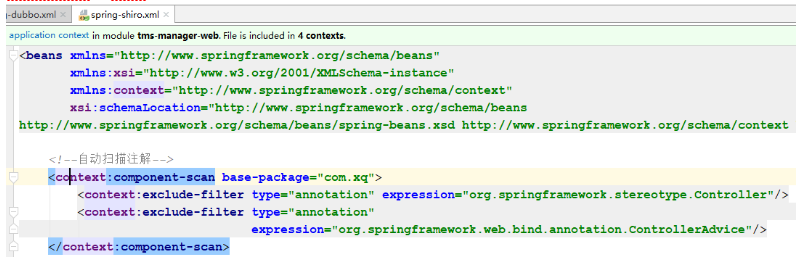 -dubbo.xml × spring-shiro.xml ×
application context in module tms-manager-web. File is included in 4 contexts.
<beans xmlns="http://www.springframework.org/schema/beans"
xmlns:xsi="http://www.w3.org/2001/XMLSchema-instance"
xmlns:context="http://www.springframework.org/schema/context"
xsi:schemaLocation="http://www.springframework.org/schema/beans
http://www.springframework.org/schema/beans/spring-beans.xsd http://www.springframework.org/schema/context
<!--自动扫描注解-->
<context:component-scan base-package="com.xq">
<context:exclude-filter type="annotation" expression="org.springframework.stereotype.Controller"/>
<context:exclude-filter type="annotation"
expression="org.springframework.web.bind.annotation.ControllerAdvice"/>
</context:component-scan>